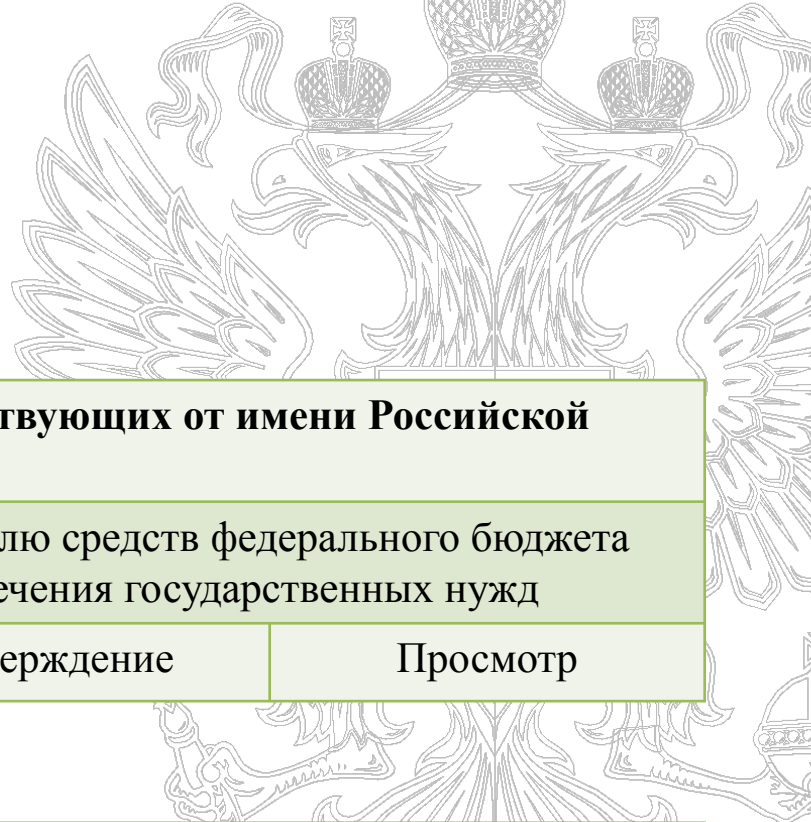 твующих от имени Российской
лю средств федерального бюджета
ечения государственных нужд
ерждение Просмотр